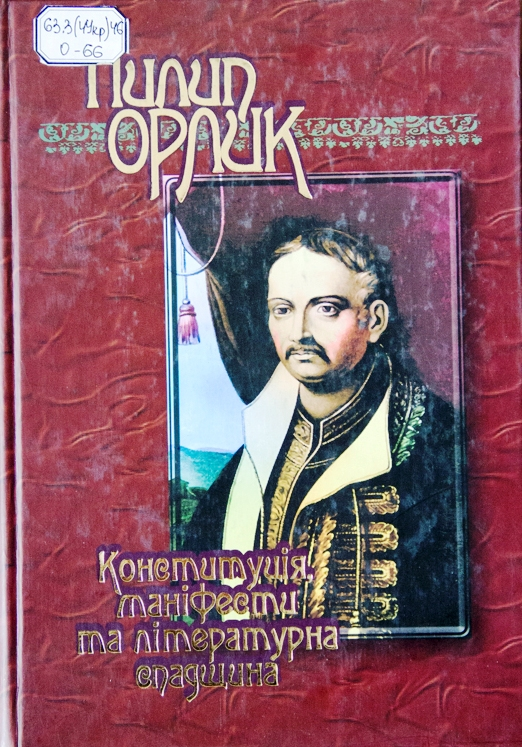 63.3(4Укр)46
О-66
Пилип
Орлик
Конституція,
маніфести
та літературна
спадщина